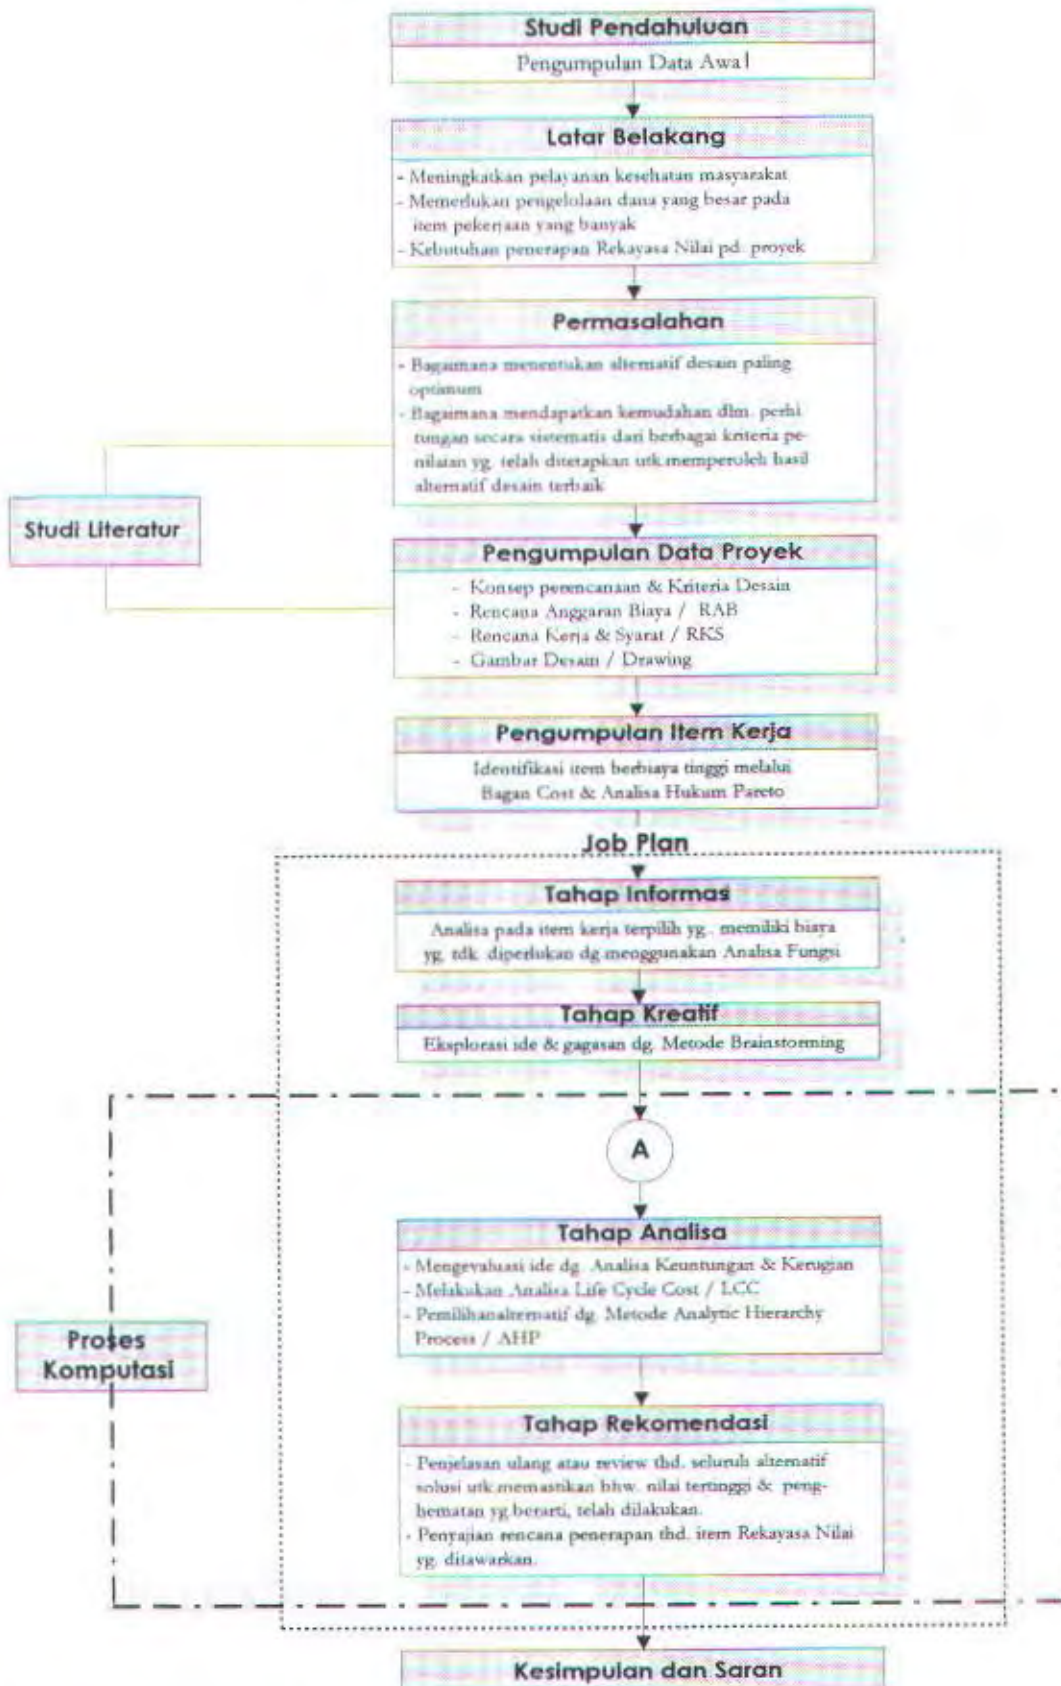 Studi Pendahuluan
Pengumpulan Data Awal
Latar Belakang
- Meningkatkan pelayanan kesehatan masyarakat
- Memerlukan pengelolaan dana yang besar pada
item pekerjaan yang banyak
- Kebutuhan penerapan Rekayasa Nilai pd. proyek
Permasalahan
- Bagaimana menentukan alternatif desain paling
optimum
- Bagaimana mendapatkan kemudahan dlm. perhi
tungan secara sistematis dari berbagai kriteria pe-
nilaian yg. telah ditetapkan utk memperoleh hasil
alternatif desain terbaik
Studi Literatur
Pengumpulan Data Proyek
- Konsep perencanaan & Kriteria Desain
- Rencana Anggaran Biaya / RAB
- Rencana Kerja & Syarat / RKS
- Gambar Desain / Drawing
Pengumpulan Item Kerja
Identifikasi item berbiaya tinggi melalui
Bagan Cost & Analisa Hukum Pareto
Job Plan
Tahap Informasi
Analisa pada item kerja terpilih yg. memiliki biaya
yg. tdk. diperlukan dg menggunakan Analisa Fungsi
Tahap Kreatif
Eksplorasi ide & gagasan dg. Metode Brainstorming
A
Tahap Analisa
- Mengevaluasi ide dg. Analisa Keuntungan & Kerugian
- Melakukan Analisa Life Cycle Cost / LCC
- Pemilihanalternatif dg. Metode Analytic Hierarchy
Process / AHP
Proses
Komputasi
Tahap Rekomendasi
- Penjelasan ulang atau review thd. seluruh alternatif
solusi utk memastikan bhw. nilai tertinggi & peng-
hematan yg berarti, telah dilakukan.
- Penyajian rencana penerapan thd. item Rekayasa Nilai
yg. ditawarkan.
Kesimpulan dan Saran